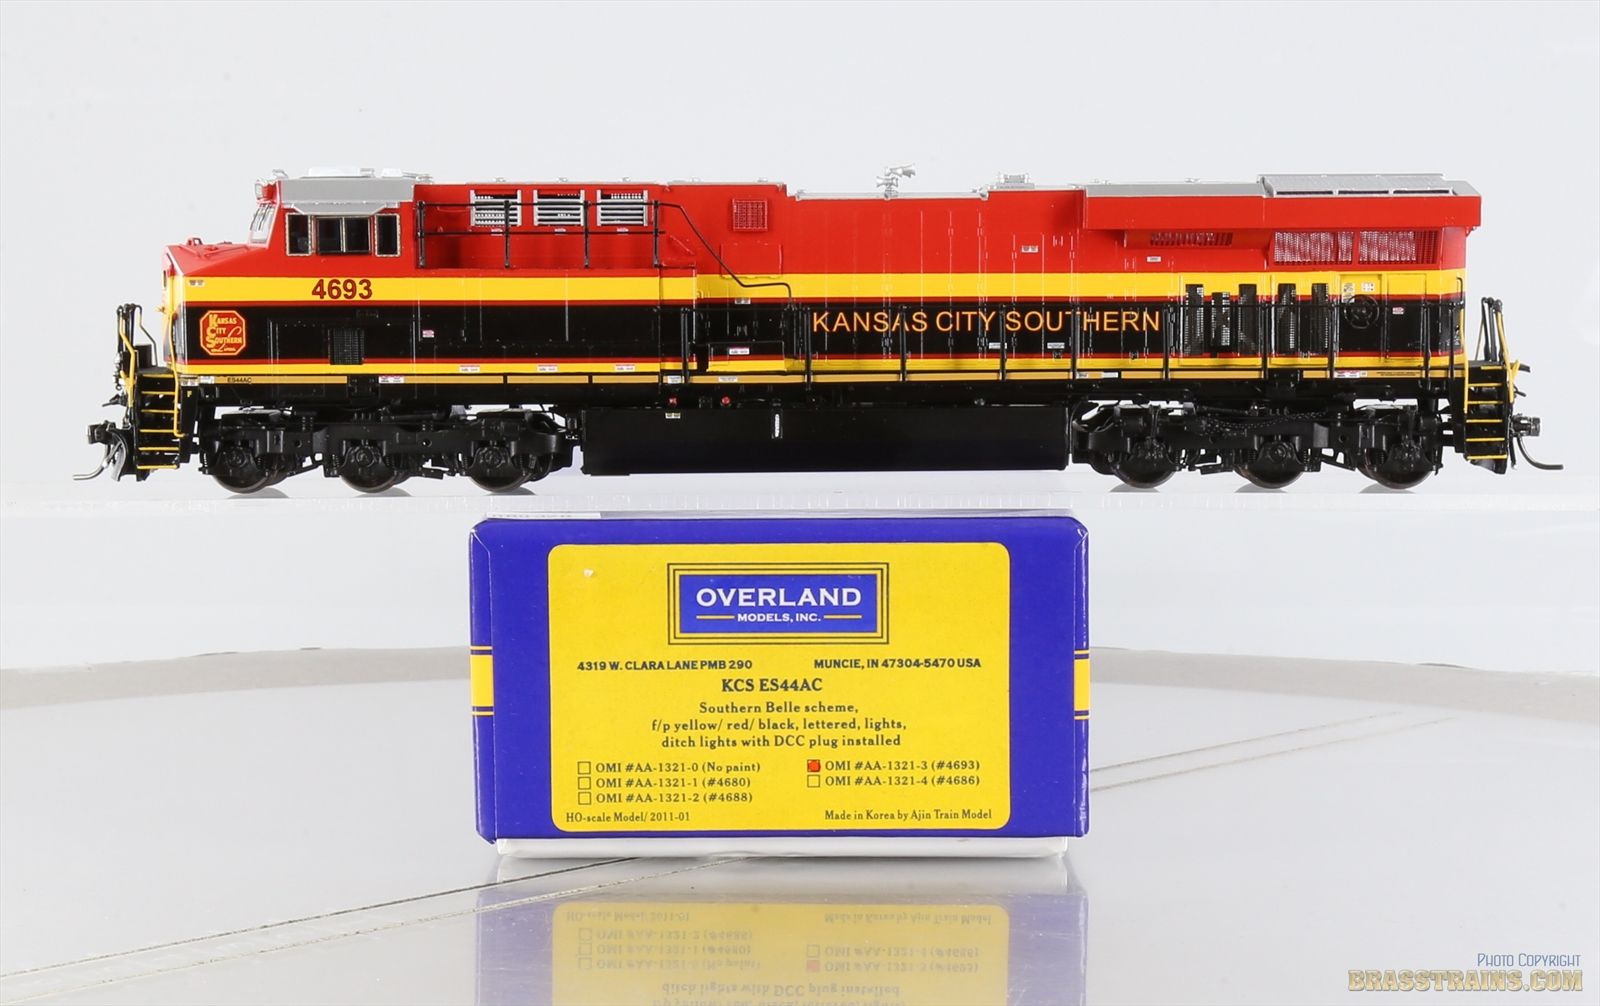 4693
KANSAS
CITY
SOUTHERN
KANSAS CITY SOUTHERN
ES44AC
F
OVERLAND
MODELS, INC.
4319 W. CLARA LANE PMB 290 MUNCIE, IN 47304-5470 USA
KCS ES44AC
Southern Belle scheme,
f/p yellow/ red/ black, lettered, lights,
ditch lights with DCC plug installed
OMI #AA-1321-0 (No paint) OMI #AA-1321-3 (#4693)
OMI #AA-1321-1 (#4680) OMI #AA-1321-4 (#4686)
OMI #AA-1321-2 (#4688)
HO-scale Model/ 2011-01 Made in Korea by Ajin Train Model
PHOTO COPYRIGHT
BRASSTRAINS.COM